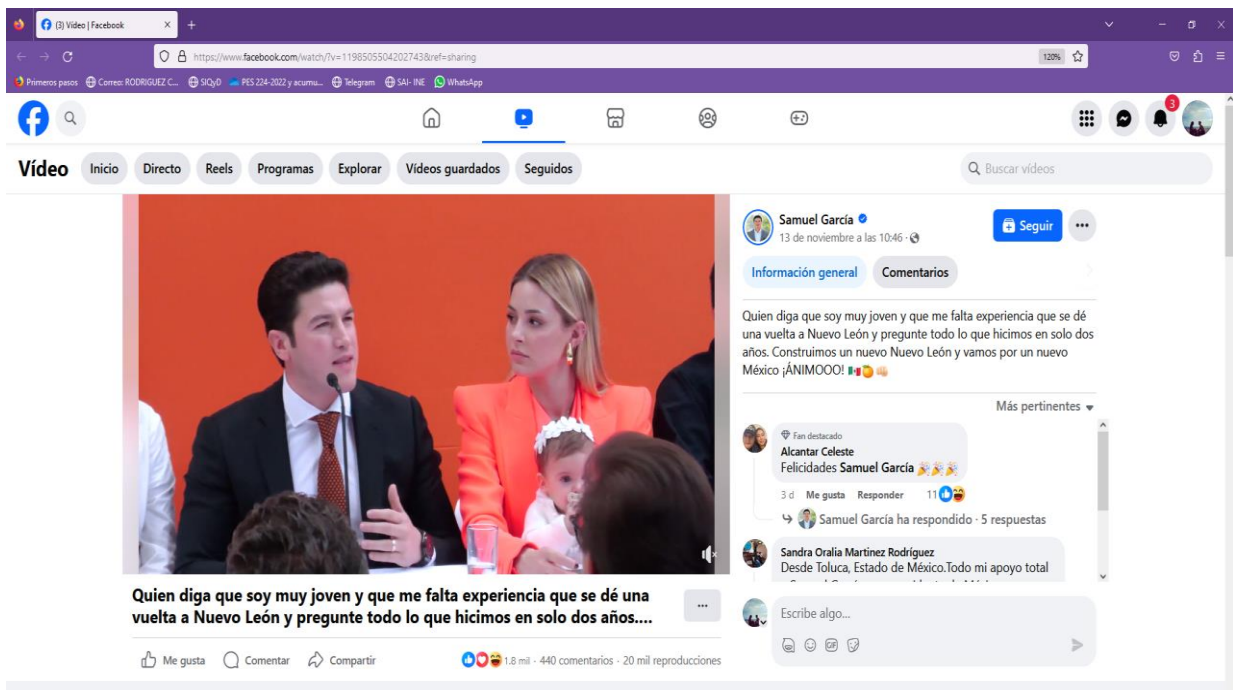 (3) Vídeo | Facebook
https://www.facebook.com/watch/?v=1198505504202743&ref=sharing
120%
Primeros pasos
Correo: RODRIGUEZ C...
SIQyD
PES 224-2022 y acumu...
Telegram
SAI- INE
WhatsApp
3
Vídeo
Inicio
Directo
Reels
Programas
Explorar
Vídeos guardados
Seguidos
Buscar vídeos
Samuel García
13 de noviembre a las 10:46 ·
Seguir
Información general
Comentarios
Quien diga que soy muy joven y que me falta experiencia que se dé
una vuelta a Nuevo León y pregunte todo lo que hicimos en solo dos
años. Construimos un nuevo Nuevo León y vamos por un nuevo
México ¡ÁNIMOOO! 🇲🇽🍊👊🏻
Más pertinentes
Fan destacado
Alcantar Celeste
Felicidades Samuel García 🎉🎉🎉
3 d Me gusta Responder 11
Samuel García ha respondido · 5 respuestas
Sandra Oralia Martinez Rodríguez
Desde Toluca, Estado de México.Todo mi apoyo total
Escribe algo...
GIF
Quien diga que soy muy joven y que me falta experiencia que se dé una
vuelta a Nuevo León y pregunte todo lo que hicimos en solo dos años....
Me gusta
Comentar
Compartir
1.8 mil · 440 comentarios · 20 mil reproducciones